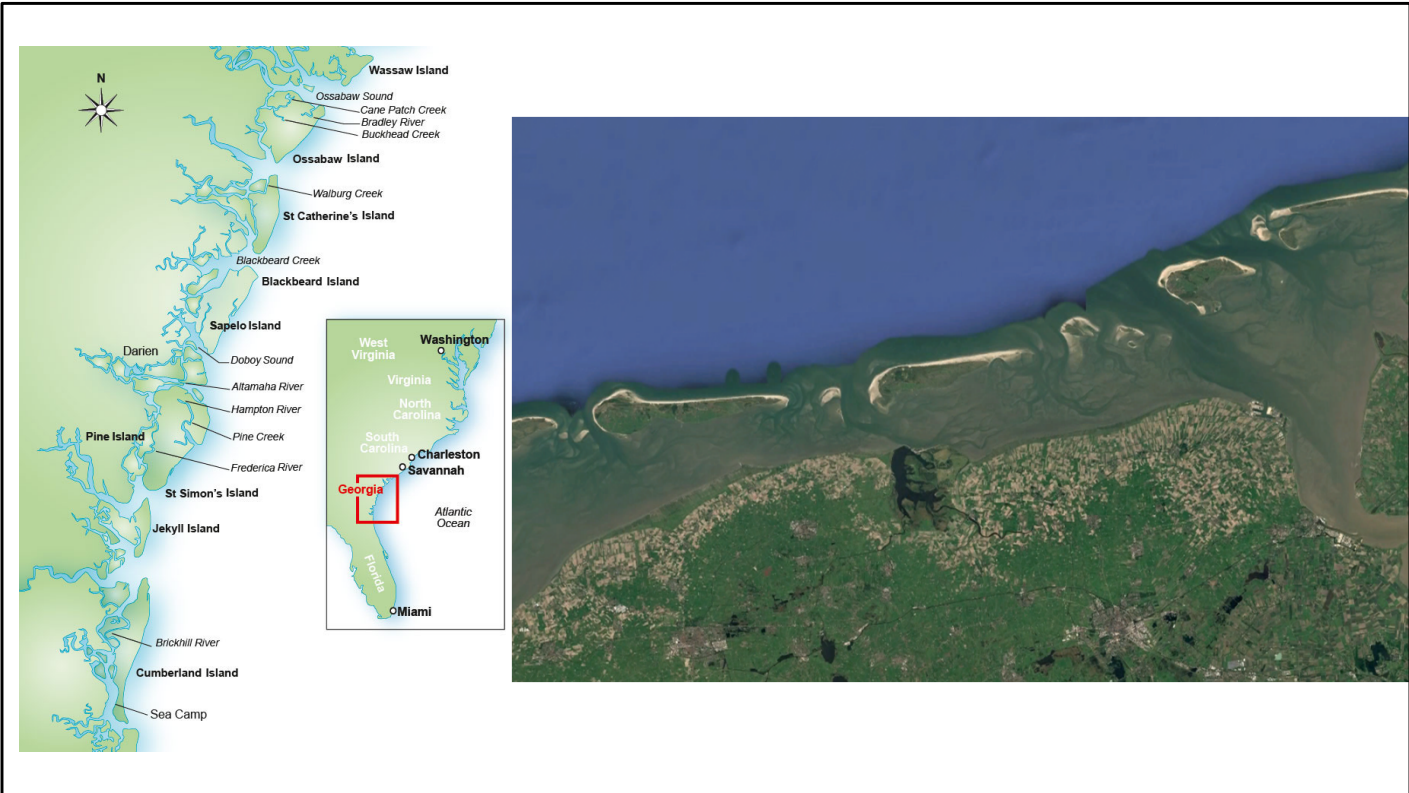 N
Wassaw Island
Ossabaw Sound
Cane Patch Creek
Bradley River
Buckhead Creek
Ossabaw Island
Walburg Creek
St Catherine's Island
Blackbeard Creek
Blackbeard Island
Sapelo Island
Darien
Doboy Sound
Altamaha River
Hampton River
Pine Island
Pine Creek
Frederica River
St Simon's Island
Jekyll Island
Brickhill River
Cumberland Island
Sea Camp
West
Virginia
Washington
Virginia
North
Carolina
South
Carolina
Charleston
Savannah
Georgia
Atlantic
Ocean
Florida
Miami